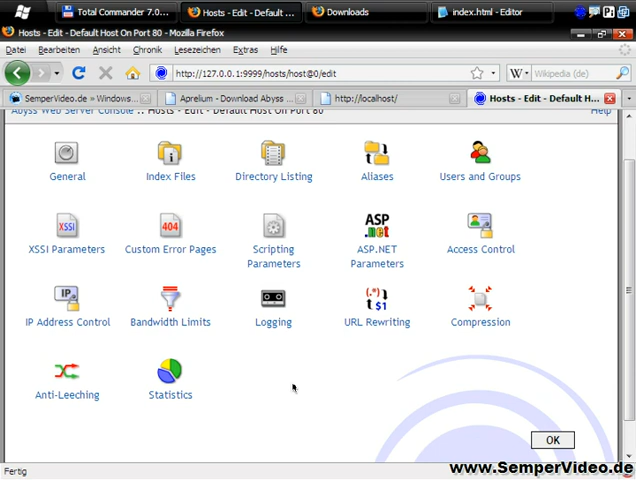 Total Commander 7.0...
Hosts - Edit - Default ...
Downloads
index.html - Editor
Hosts - Edit - Default Host On Port 80 - Mozilla Firefox
Datei Bearbeiten Ansicht Chronik Lesezeichen Extras Hilfe
http://127.0.0.1:9999/hosts/host@0/edit
W Wikipedia (de)
SemperVideo.de » Windows...
Aprelium - Download Abyss ...
http://localhost/
Hosts - Edit - Default H...
Abyss Web Server Console :: Hosts - Edit - Default Host On Port 80
Help
General
Index Files
Directory Listing
Aliases
Users and Groups
XSSI
404
ASP
.net
XSSI Parameters
Custom Error Pages
Scripting
Parameters
ASP.NET
Parameters
Access Control
IP
(.*)
$1
IP Address Control
Bandwidth Limits
Logging
URL Rewriting
Compression
Anti-Leeching
Statistics
OK
Fertig
www.SemperVideo.de